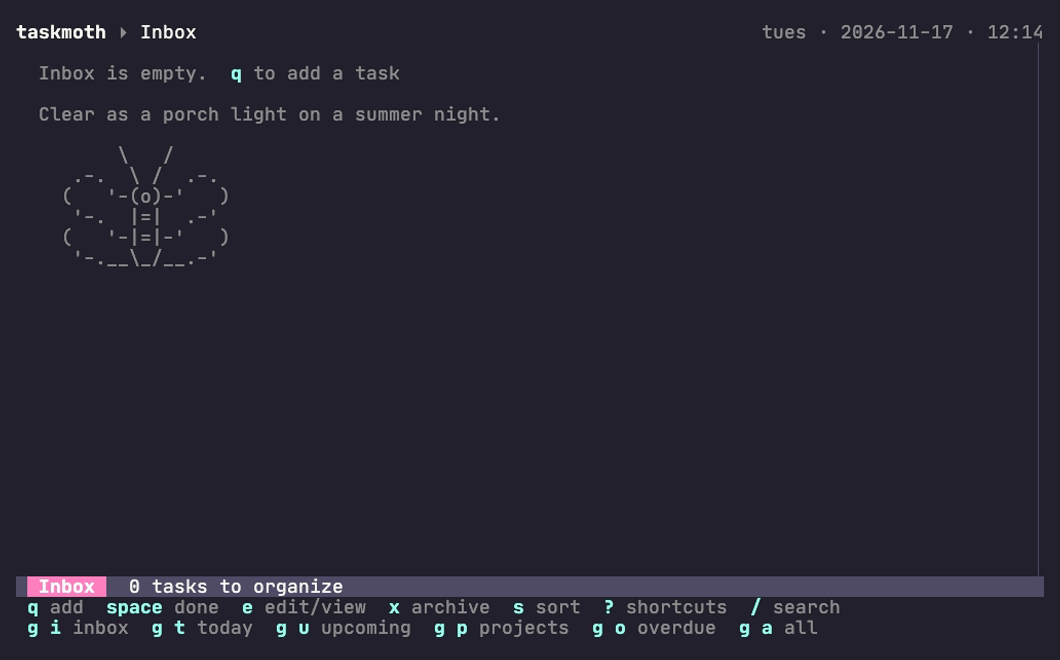 taskmoth ▸ Inbox tues · 2026-11-17 · 12:14
Inbox is empty.  q to add a task
Clear as a porch light on a summer night.
         \   /
     .-.  \ /  .-.
    (   '-(o)-'   )
     '-.  |=|  .-'
    (   '-|=|-'   )
     '-.__\_/__.-'
Inbox  0 tasks to organize
q add  space done  e edit/view  x archive  s sort  ? shortcuts  / search
g i inbox  g t today  g u upcoming  g p projects  g o overdue  g a all